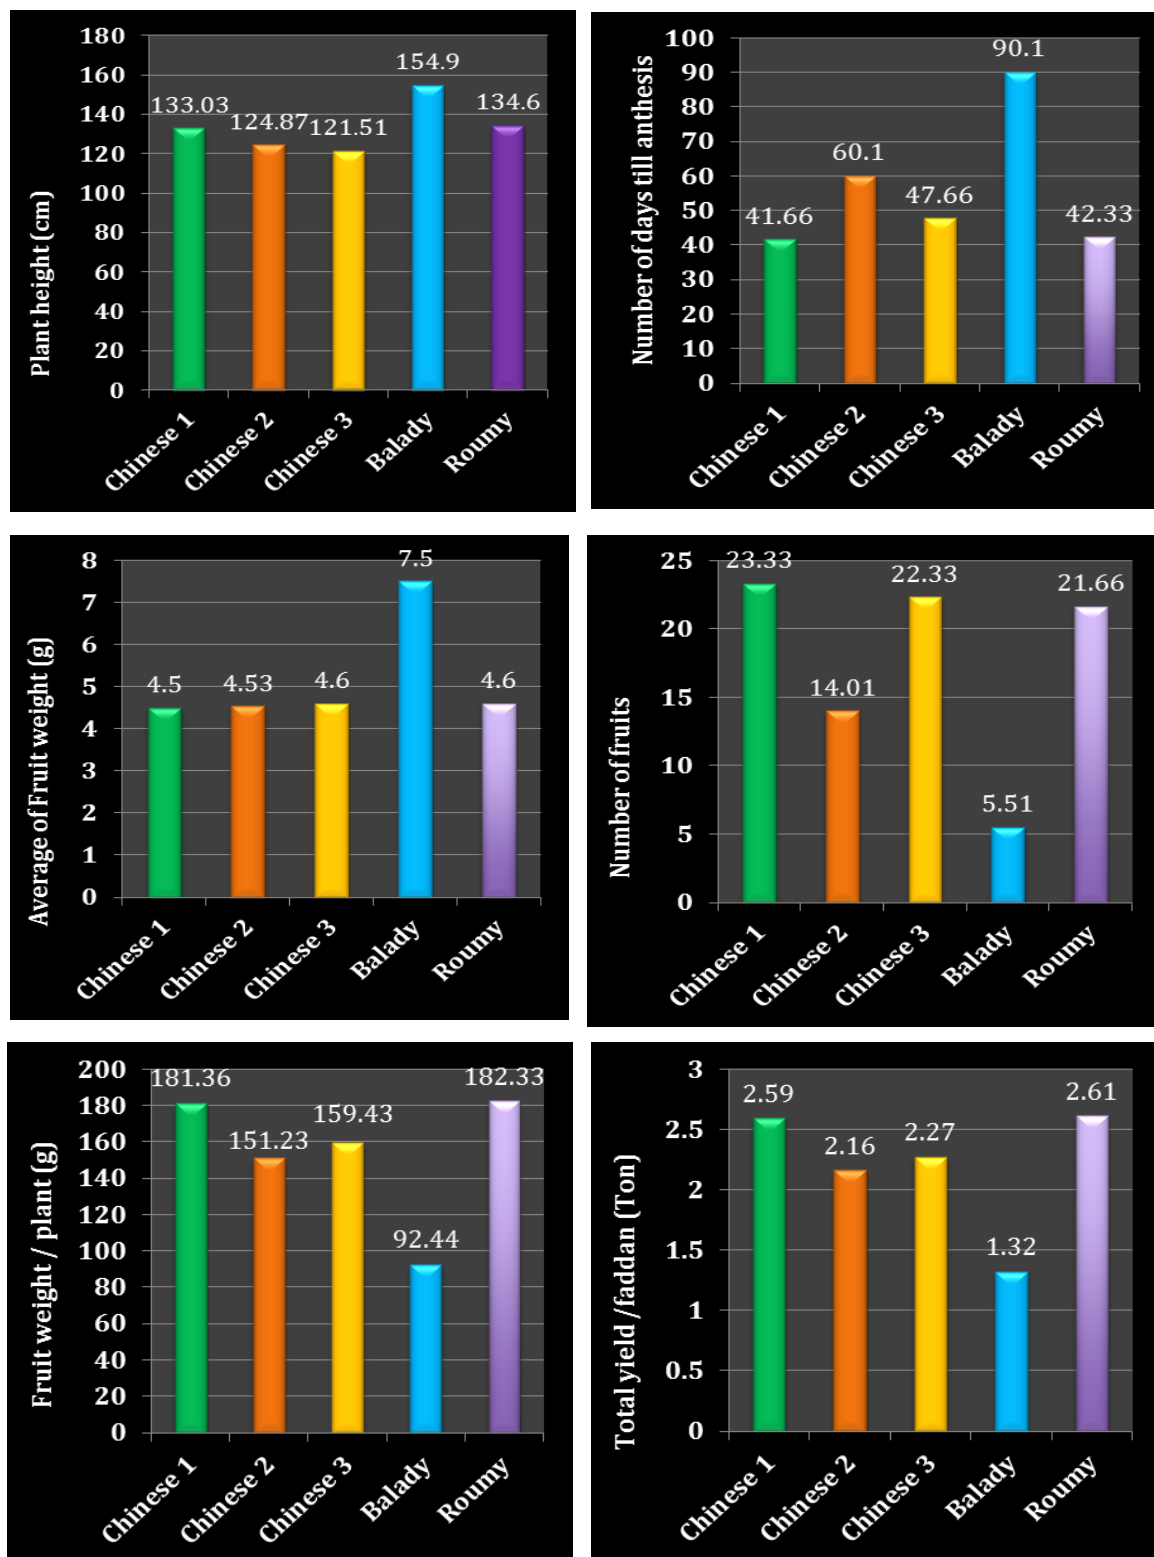 Plant height (cm)
180
160
140
120
100
80
60
40
20
0
133.03
124.87
121.51
154.9
134.6
Chinese 1
Chinese 2
Chinese 3
Balady
Roumy
Number of days till anthesis
100
90
80
70
60
50
40
30
20
10
0
41.66
60.1
47.66
90.1
42.33
Chinese 1
Chinese 2
Chinese 3
Balady
Roumy
Average of Fruit weight (g)
8
7
6
5
4
3
2
1
0
4.5
4.53
4.6
7.5
4.6
Chinese 1
Chinese 2
Chinese 3
Balady
Roumy
Number of fruits
25
20
15
10
5
0
23.33
14.01
22.33
5.51
21.66
Chinese 1
Chinese 2
Chinese 3
Balady
Roumy
Fruit weight / plant (g)
200
180
160
140
120
100
80
60
40
20
0
181.36
151.23
159.43
92.44
182.33
Chinese 1
Chinese 2
Chinese 3
Balady
Roumy
Total yield /faddan (Ton)
3
2.5
2
1.5
1
0.5
0
2.59
2.16
2.27
1.32
2.61
Chinese 1
Chinese 2
Chinese 3
Balady
Roumy